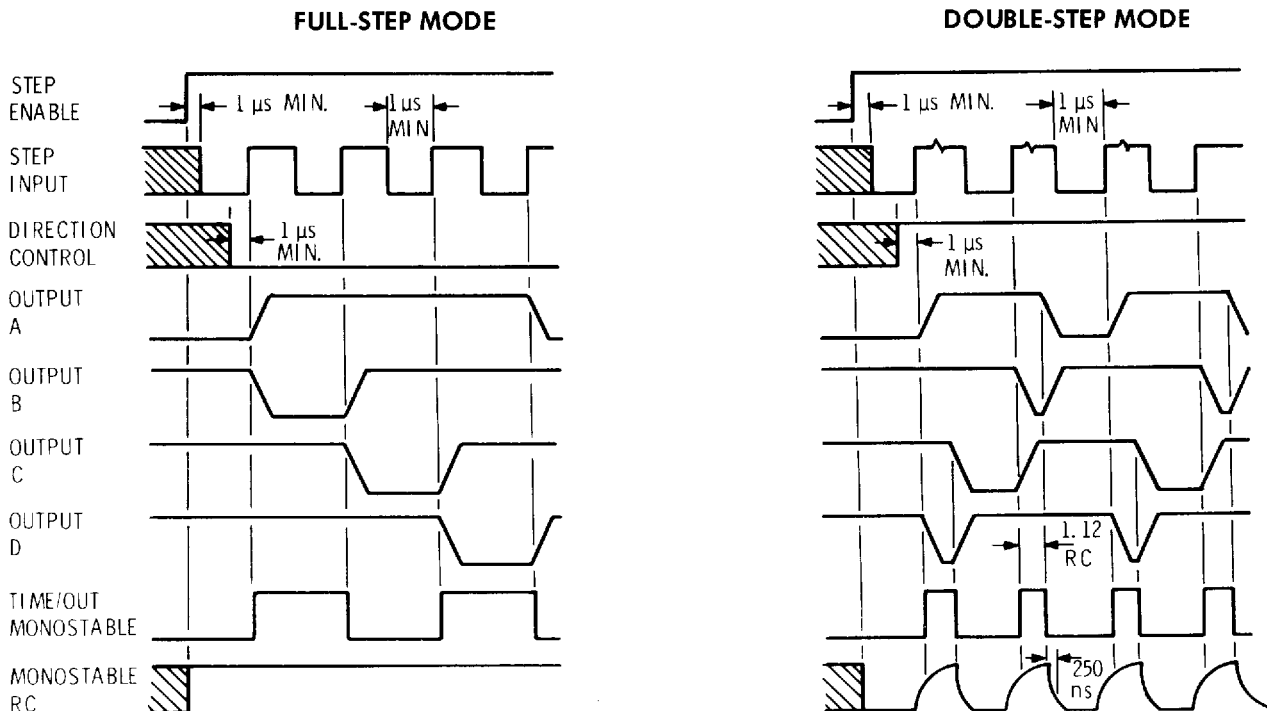 FULL-STEP MODE
DOUBLE-STEP MODE
STEP
ENABLE
1 µs MIN.
1µs
MIN
1 µs MIN.
1 µs
MIN
STEP
INPUT
DIRECTION
CONTROL
1 µs
MIN.
1 µs
MIN.
OUTPUT
A
OUTPUT
B
OUTPUT
C
OUTPUT
D
1.12
RC
TIME/OUT
MONOSTABLE
MONOSTABLE
RC
250
ns